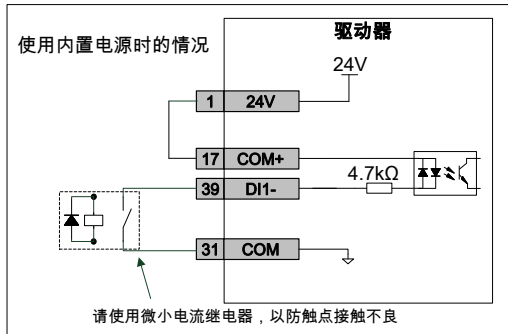 使用内置电源时的情况
驱动器
24V
1 24V
17 COM+
4.7kΩ
39 DI1-
31 COM
请使用微小电流继电器，以防触点接触不良